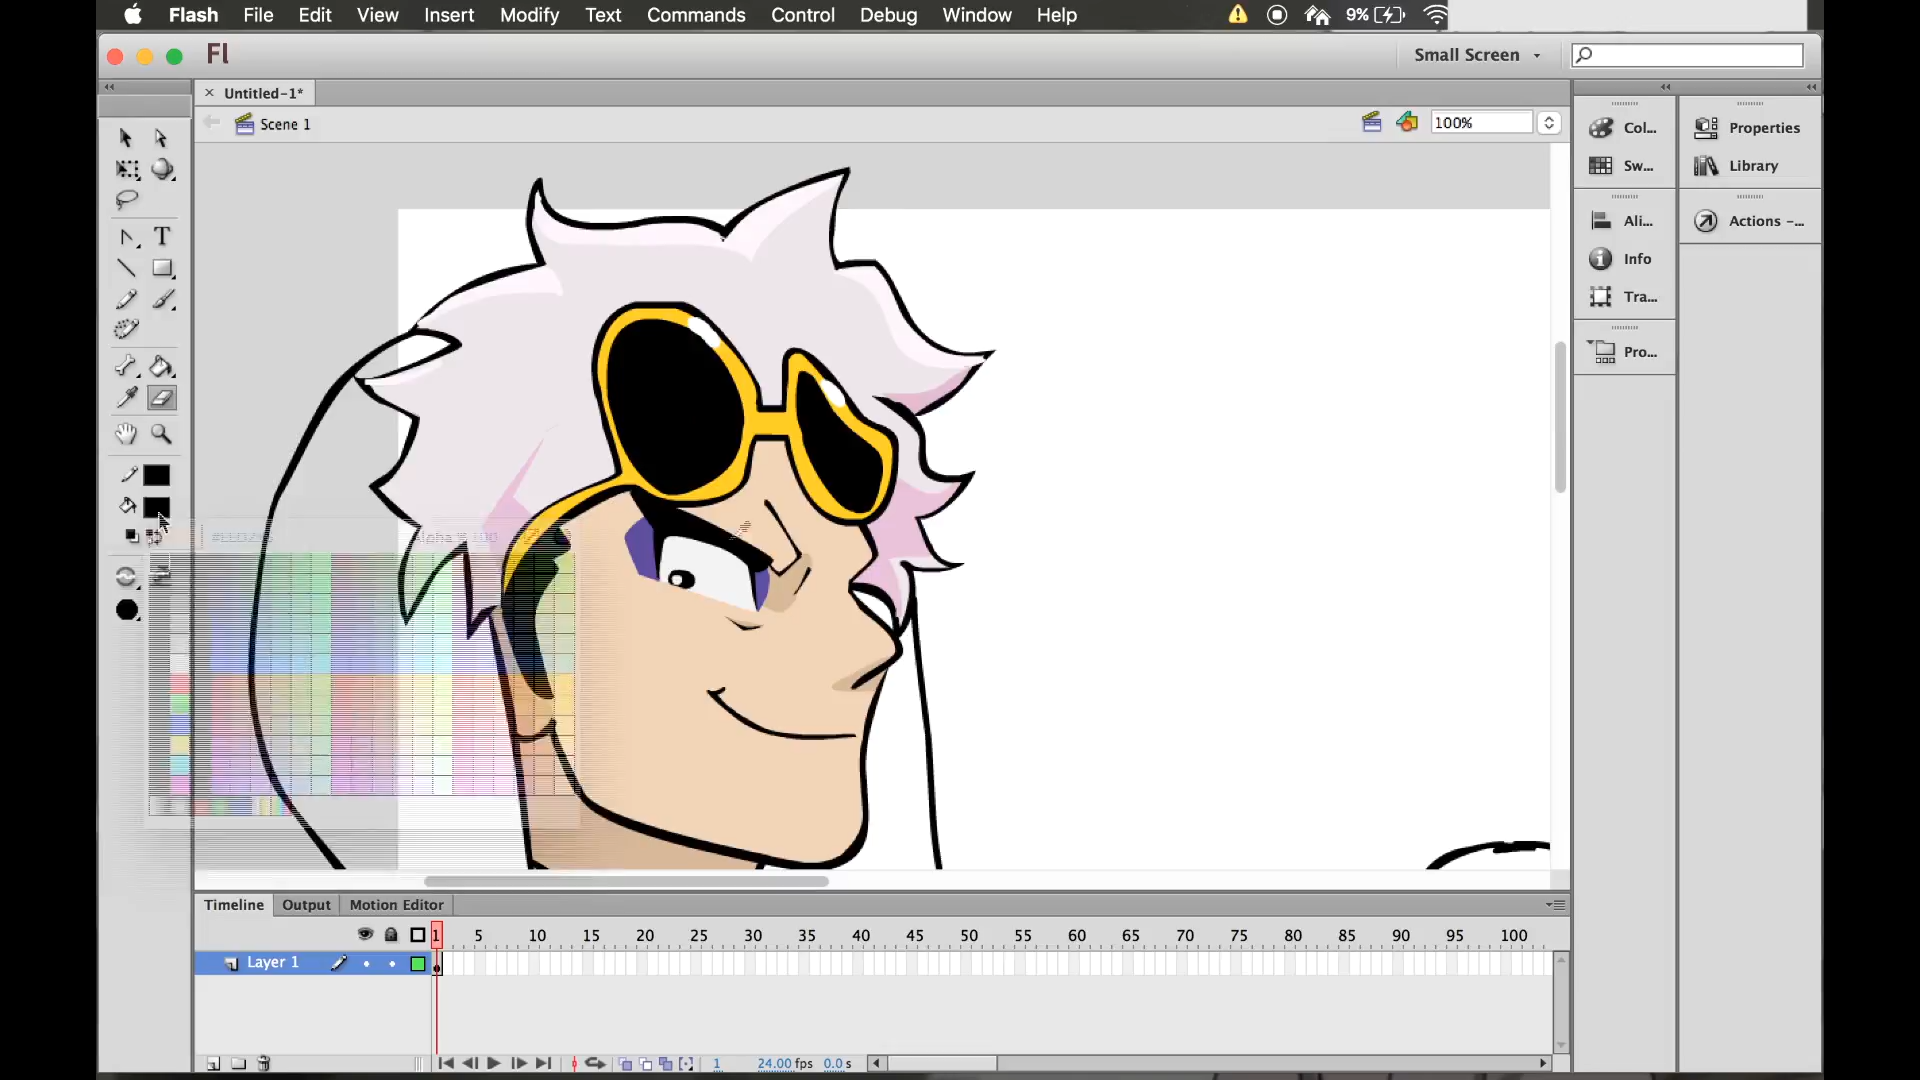 Flash File Edit View Insert Modify Text Commands Control Debug Window Help 9%
Fl Small Screen
Untitled-1*
Scene 1 100%
Col... Properties
Sw... Library
Ali... Actions -...
Info
Tra...
Pro...
T
Timeline Output Motion Editor
1 5 10 15 20 25 30 35 40 45 50 55 60 65 70 75 80 85 90 95 100
Layer 1
1 24.00 fps 0.0 s